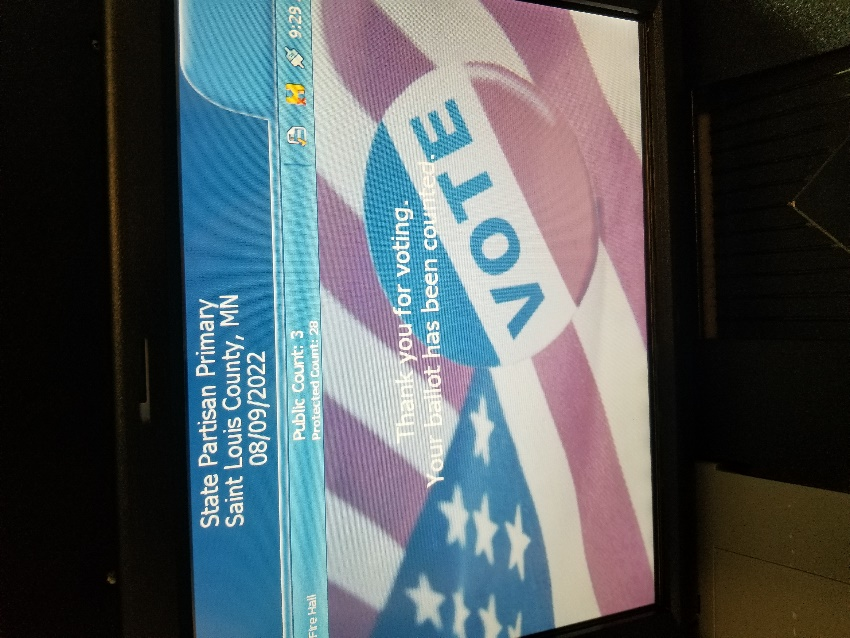 State Partisan Primary
Saint Louis County, MN
08/09/2022
Fire Hall
Public Count: 3
Protected Count: 28
9:29
Thank you for voting.
Your ballot has been counted.
VOTE